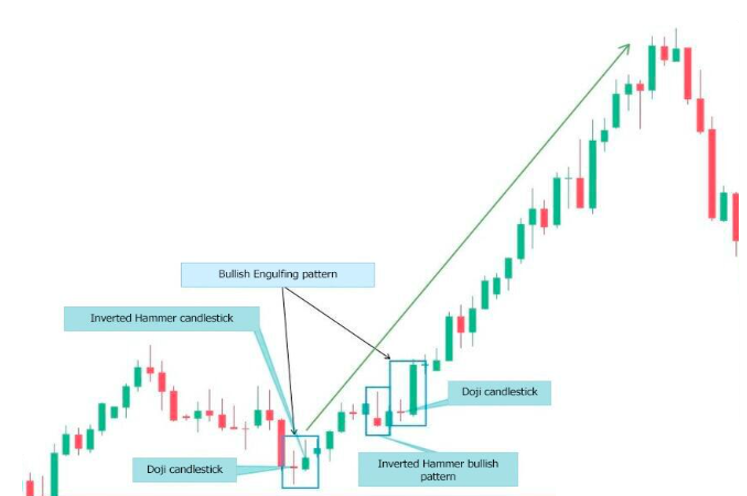 Bullish Engulfing pattern
Inverted Hammer candlestick
Doji candlestick
Doji candlestick
Inverted Hammer bullish
pattern